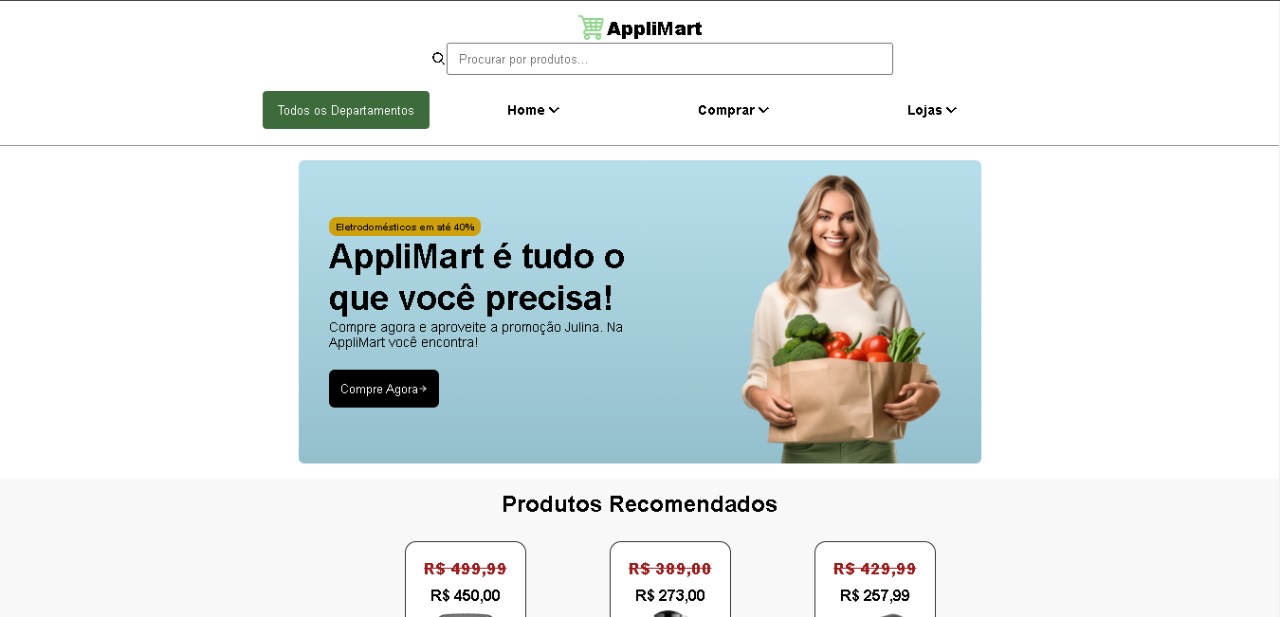 AppliMart
Procurar por produtos...
Todos os Departamentos
Home
Comprar
Lojas
Eletrodomésticos em até 40%
AppliMart é tudo o
que você precisa!
Compre agora e aproveite a promoção Julina. Na
AppliMart você encontra!
Compre Agora→
Produtos Recomendados
R$ 499,99
R$ 389,00
R$ 429,99
R$ 450,00
R$ 273,00
R$ 257,99